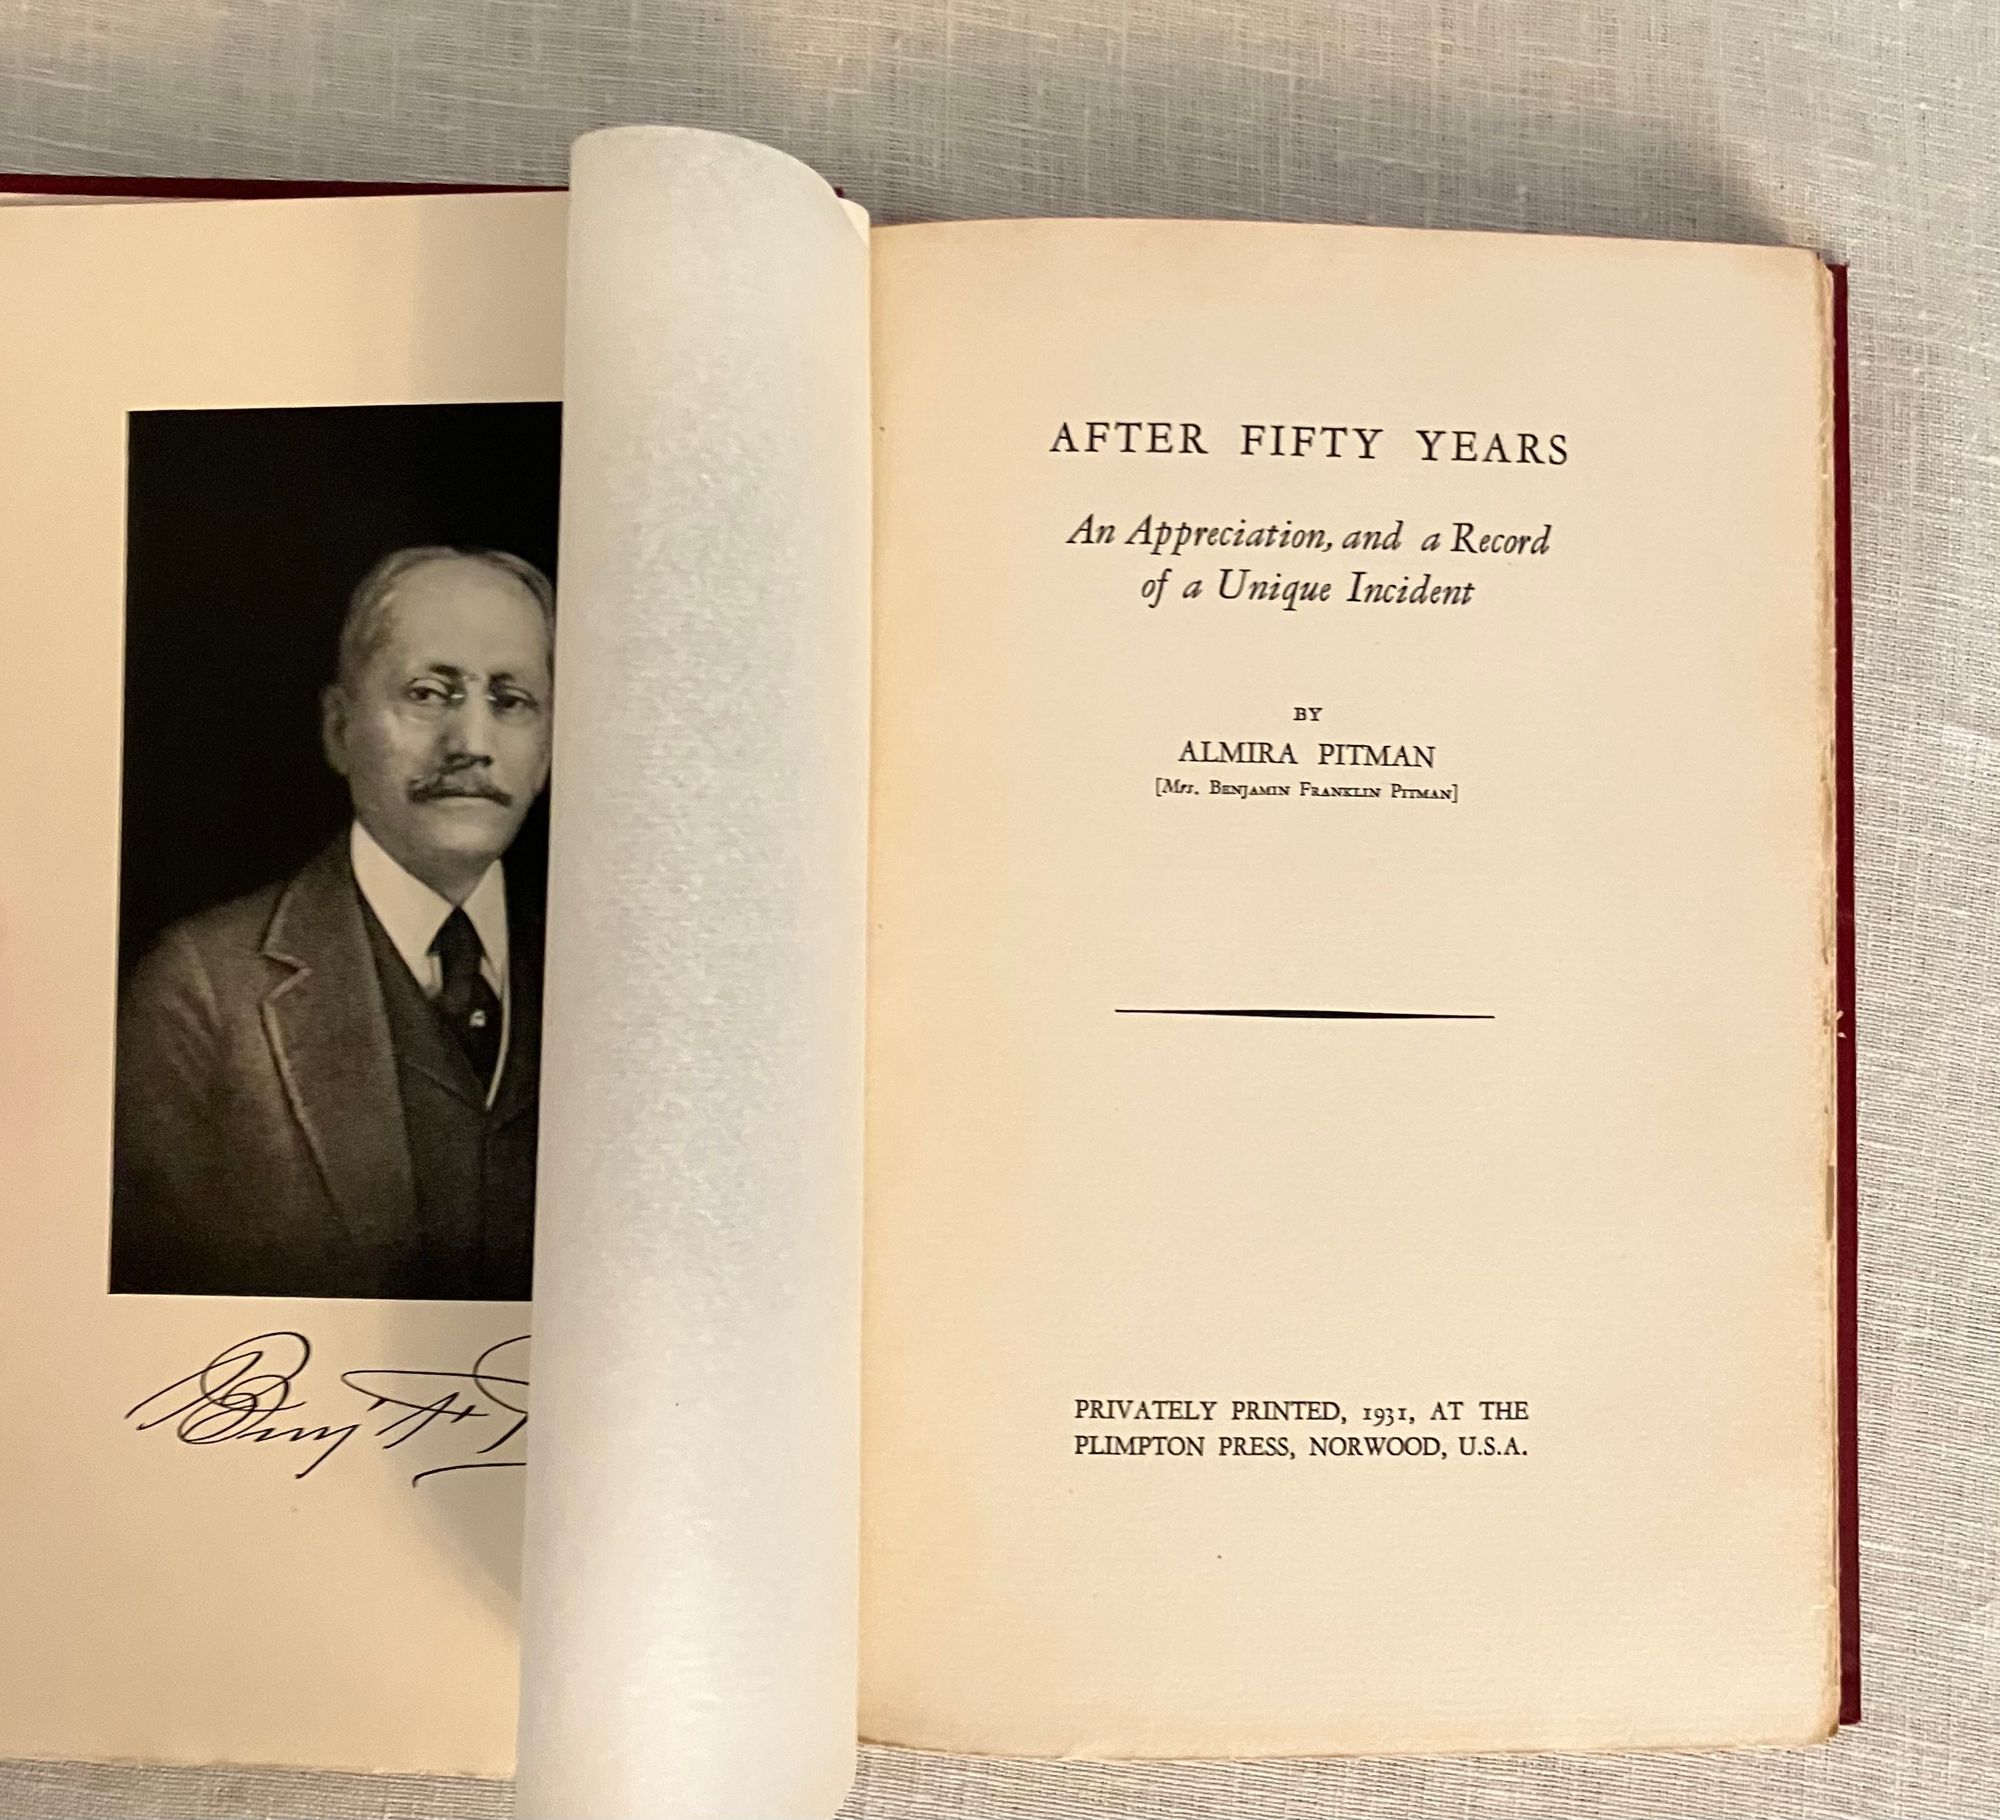 Benj F
AFTER FIFTY YEARS
An Appreciation, and a Record
of a Unique Incident
BY
ALMIRA PITMAN
[Mrs. BENJAMIN FRANKLIN PITMAN]
PRIVATELY PRINTED, 1931, AT THE
PLIMPTON PRESS, NORWOOD, U.S.A.